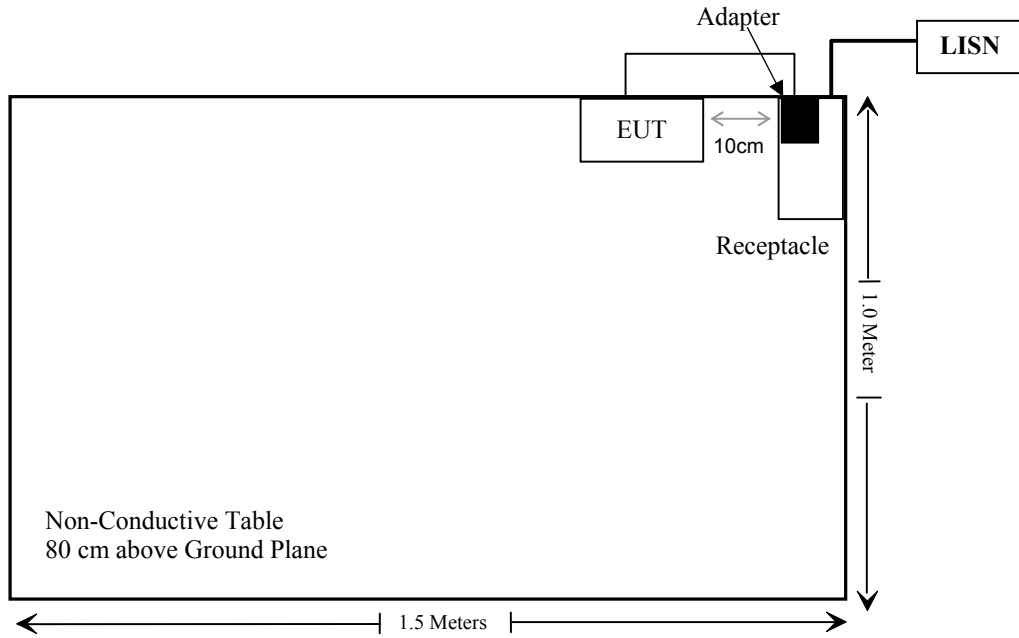 Adapter
LISN
EUT
10cm
Receptacle
1.0 Meter
Non-Conductive Table
80 cm above Ground Plane
1.5 Meters